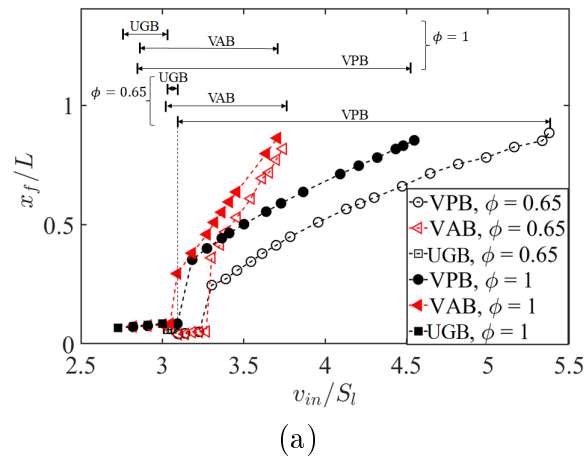 UGB
VAB
ϕ = 1
VPB
UGB
ϕ = 0.65
VAB
VPB
1
0.5
0
x_f/L
VPB, ϕ = 0.65
VAB, ϕ = 0.65
UGB, ϕ = 0.65
VPB, ϕ = 1
VAB, ϕ = 1
UGB, ϕ = 1
2.5 3 3.5 4 4.5 5 5.5
v_in/S_l
(a)